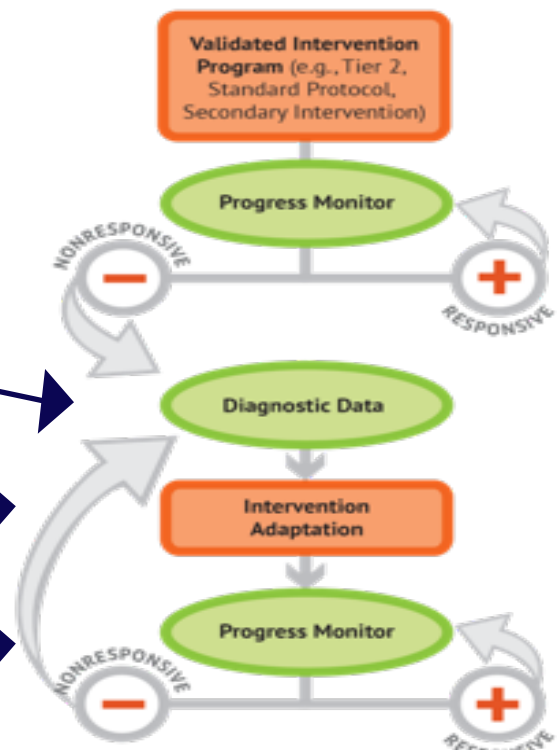 Validated Intervention
Program (e.g., Tier 2,
Standard Protocol,
Secondary Intervention)
Progress Monitor
NONRESPONSIVE
RESPONSIVE
Diagnostic Data
Intervention
Adaptation
Progress Monitor
NONRESPONSIVE